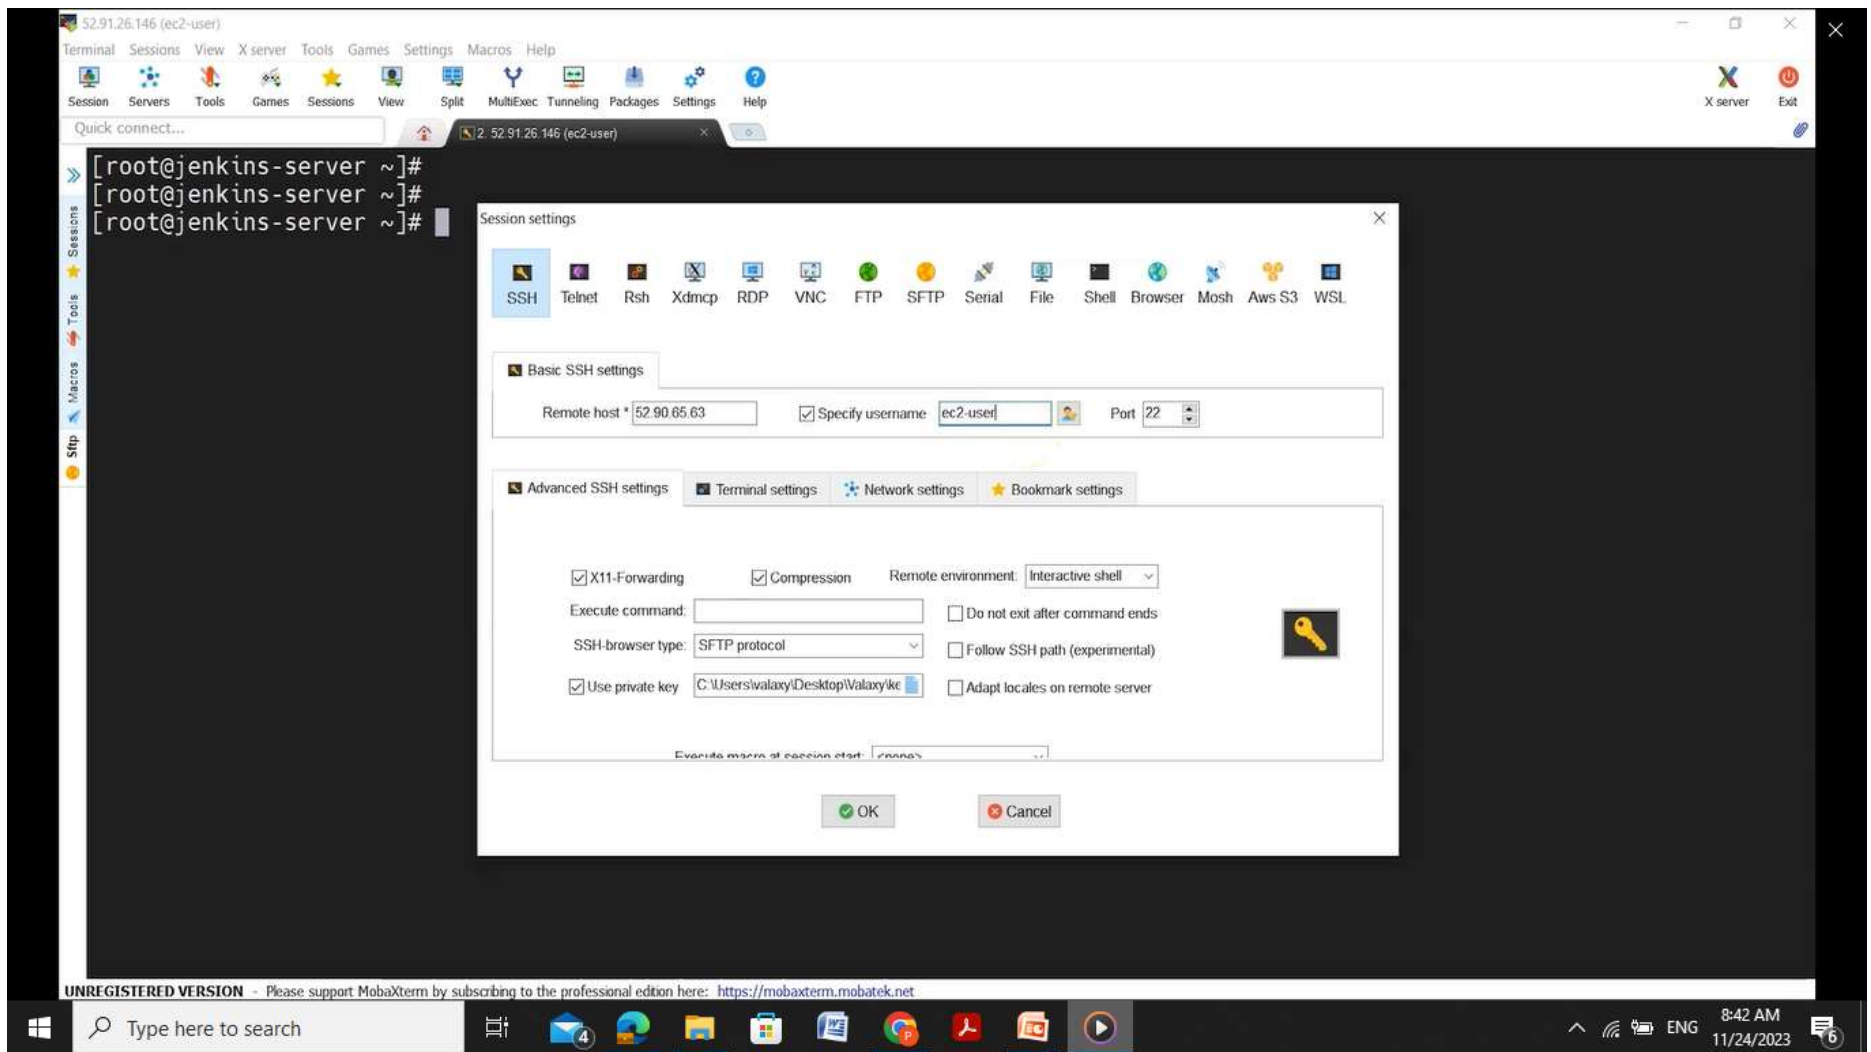 52.91.26.146 (ec2-user)
Terminal Sessions View X server Tools Games Settings Macros Help
Session Servers Tools Games Sessions View Split MultiExec Tunneling Packages Settings Help X server Exit
Quick connect...
2. 52.91.26.146 (ec2-user)
[root@jenkins-server ~]#
[root@jenkins-server ~]#
[root@jenkins-server ~]#
Sessions
Tools
Macros
Sftp
Session settings
SSH Telnet Rsh Xdmcp RDP VNC FTP SFTP Serial File Shell Browser Mosh Aws S3 WSL
Basic SSH settings
Remote host * 52.90.65.63 Specify username ec2-user Port 22
Advanced SSH settings Terminal settings Network settings Bookmark settings
X11-Forwarding Compression Remote environment: Interactive shell
Execute command: Do not exit after command ends
SSH-browser type: SFTP protocol Follow SSH path (experimental)
Use private key C:\Users\valaxy\Desktop\Valaxy\ke Adapt locales on remote server
Execute macro at session start: <none>
OK Cancel
UNREGISTERED VERSION - Please support MobaXterm by subscribing to the professional edition here: https://mobaxterm.mobatek.net
Type here to search
4
ENG
8:42 AM
11/24/2023
6